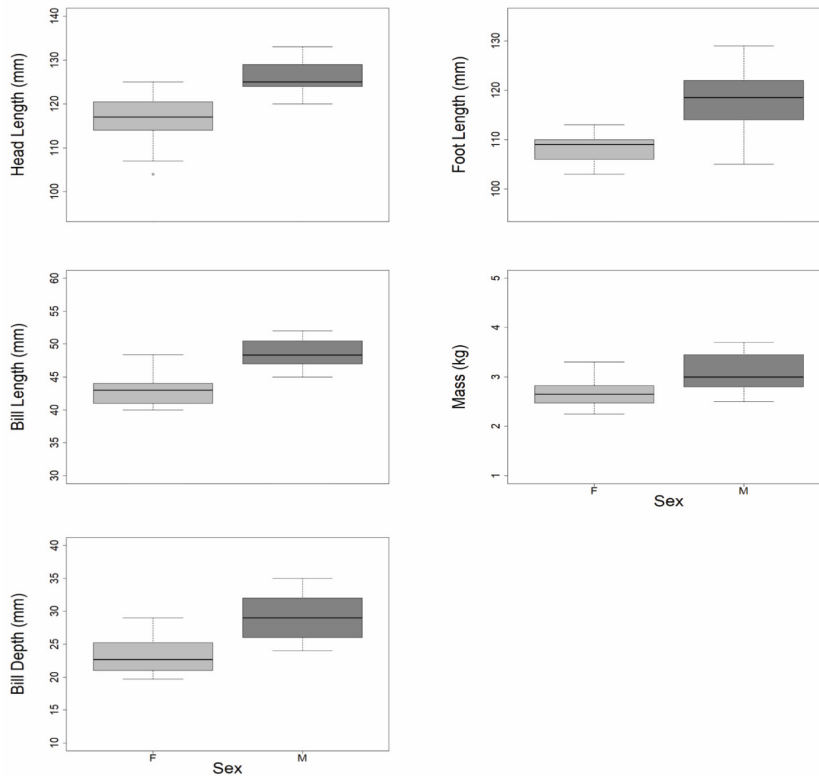 Head Length (mm)
140
130
120
110
100
Foot Length (mm)
130
120
110
100
Bill Length (mm)
60
55
50
45
40
35
30
Mass (kg)
5
4
3
2
1
F
M
Sex
Bill Depth (mm)
40
35
30
25
20
15
10
F
M
Sex